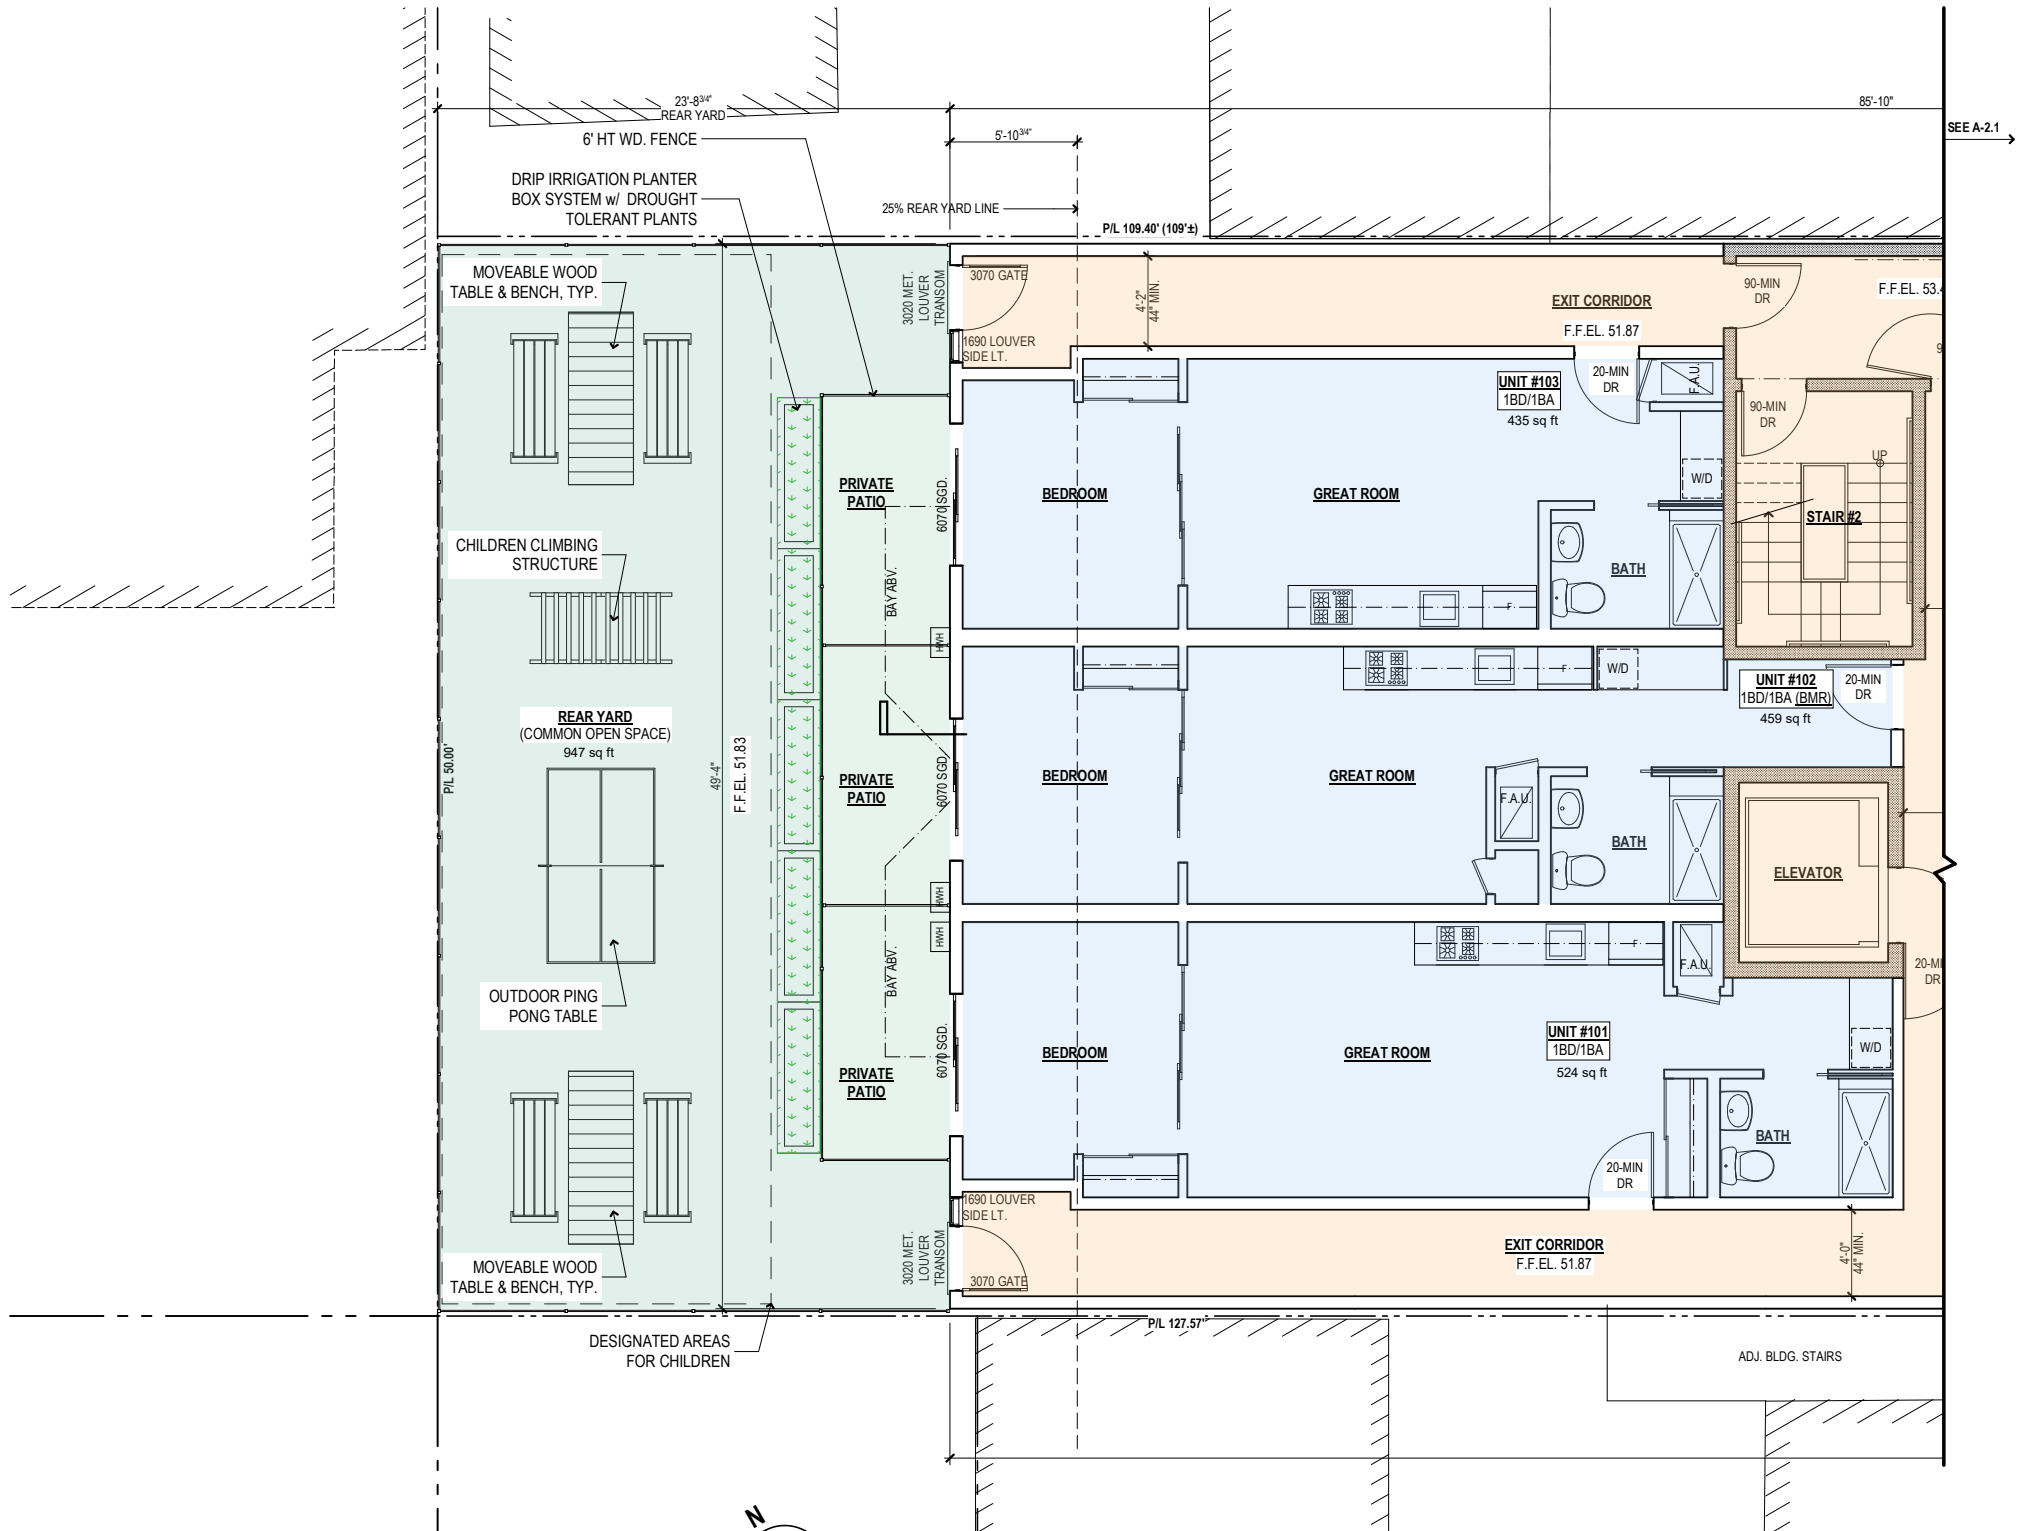 23'-8 3/4"
REAR YARD
85'-10"
SEE A-2.1
6' HT WD. FENCE
5'-10 3/4"
DRIP IRRIGATION PLANTER
BOX SYSTEM w/ DROUGHT
TOLERANT PLANTS
25% REAR YARD LINE
P/L 109.40' (109'±)
MOVEABLE WOOD
TABLE & BENCH, TYP.
3020 MET.
LOUVER
TRANSOM
3070 GATE
4'-2"
44" MIN.
EXIT CORRIDOR
F.F.EL. 51.87
90-MIN
DR
F.F.EL. 53.4
9
1690 LOUVER
SIDE LT.
UNIT #103
1BD/1BA
435 sq ft
20-MIN
DR
F.A.U.
90-MIN
DR
UP
PRIVATE
PATIO
6070 SGD.
BEDROOM
GREAT ROOM
W/D
STAIR #2
CHILDREN CLIMBING
STRUCTURE
BAY ABV.
BATH
F
HWH
F
W/D
UNIT #102
1BD/1BA (BMR)
459 sq ft
20-MIN
DR
REAR YARD
(COMMON OPEN SPACE)
947 sq ft
P/L 50.00'
49'-4"
F.F.EL. 51.83
PRIVATE
PATIO
6070 SGD.
BEDROOM
GREAT ROOM
F.A.U.
BATH
ELEVATOR
HWH
HWH
BAY ABV.
F
F.A.U.
20-MI
DR
OUTDOOR PING
PONG TABLE
PRIVATE
PATIO
6070 SGD.
BEDROOM
GREAT ROOM
UNIT #101
1BD/1BA
524 sq ft
W/D
BATH
20-MIN
DR
1690 LOUVER
SIDE LT.
3020 MET.
LOUVER
TRANSOM
3070 GATE
EXIT CORRIDOR
F.F.EL. 51.87
4'-0"
44" MIN.
MOVEABLE WOOD
TABLE & BENCH, TYP.
P/L 127.57'
DESIGNATED AREAS
FOR CHILDREN
ADJ. BLDG. STAIRS
N